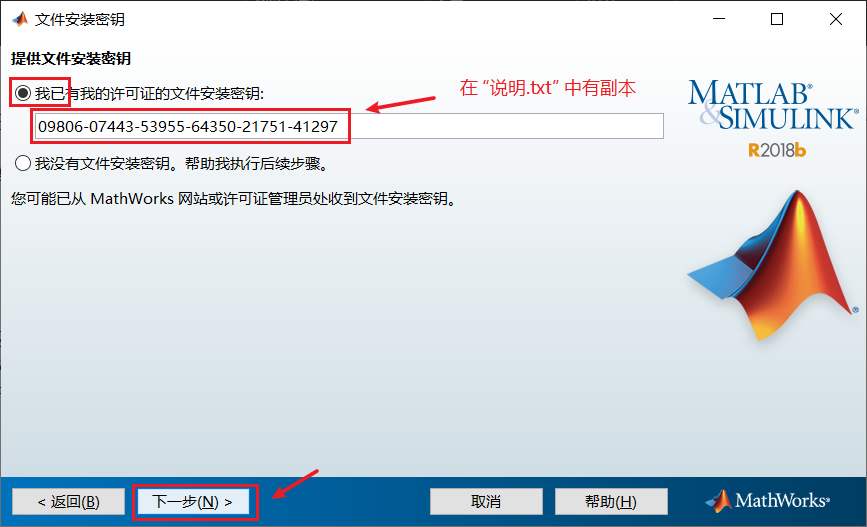 文件安装密钥
提供文件安装密钥
我已有我的许可证的文件安装密钥:
在 “说明.txt” 中有副本
09806-07443-53955-64350-21751-41297
我没有文件安装密钥。帮助我执行后续步骤。
您可能已从 MathWorks 网站或许可证管理员处收到文件安装密钥。
MATLAB®
&SIMULINK®
R2018b
®
< 返回(B)
下一步(N) >
取消
帮助(H)
MathWorks®